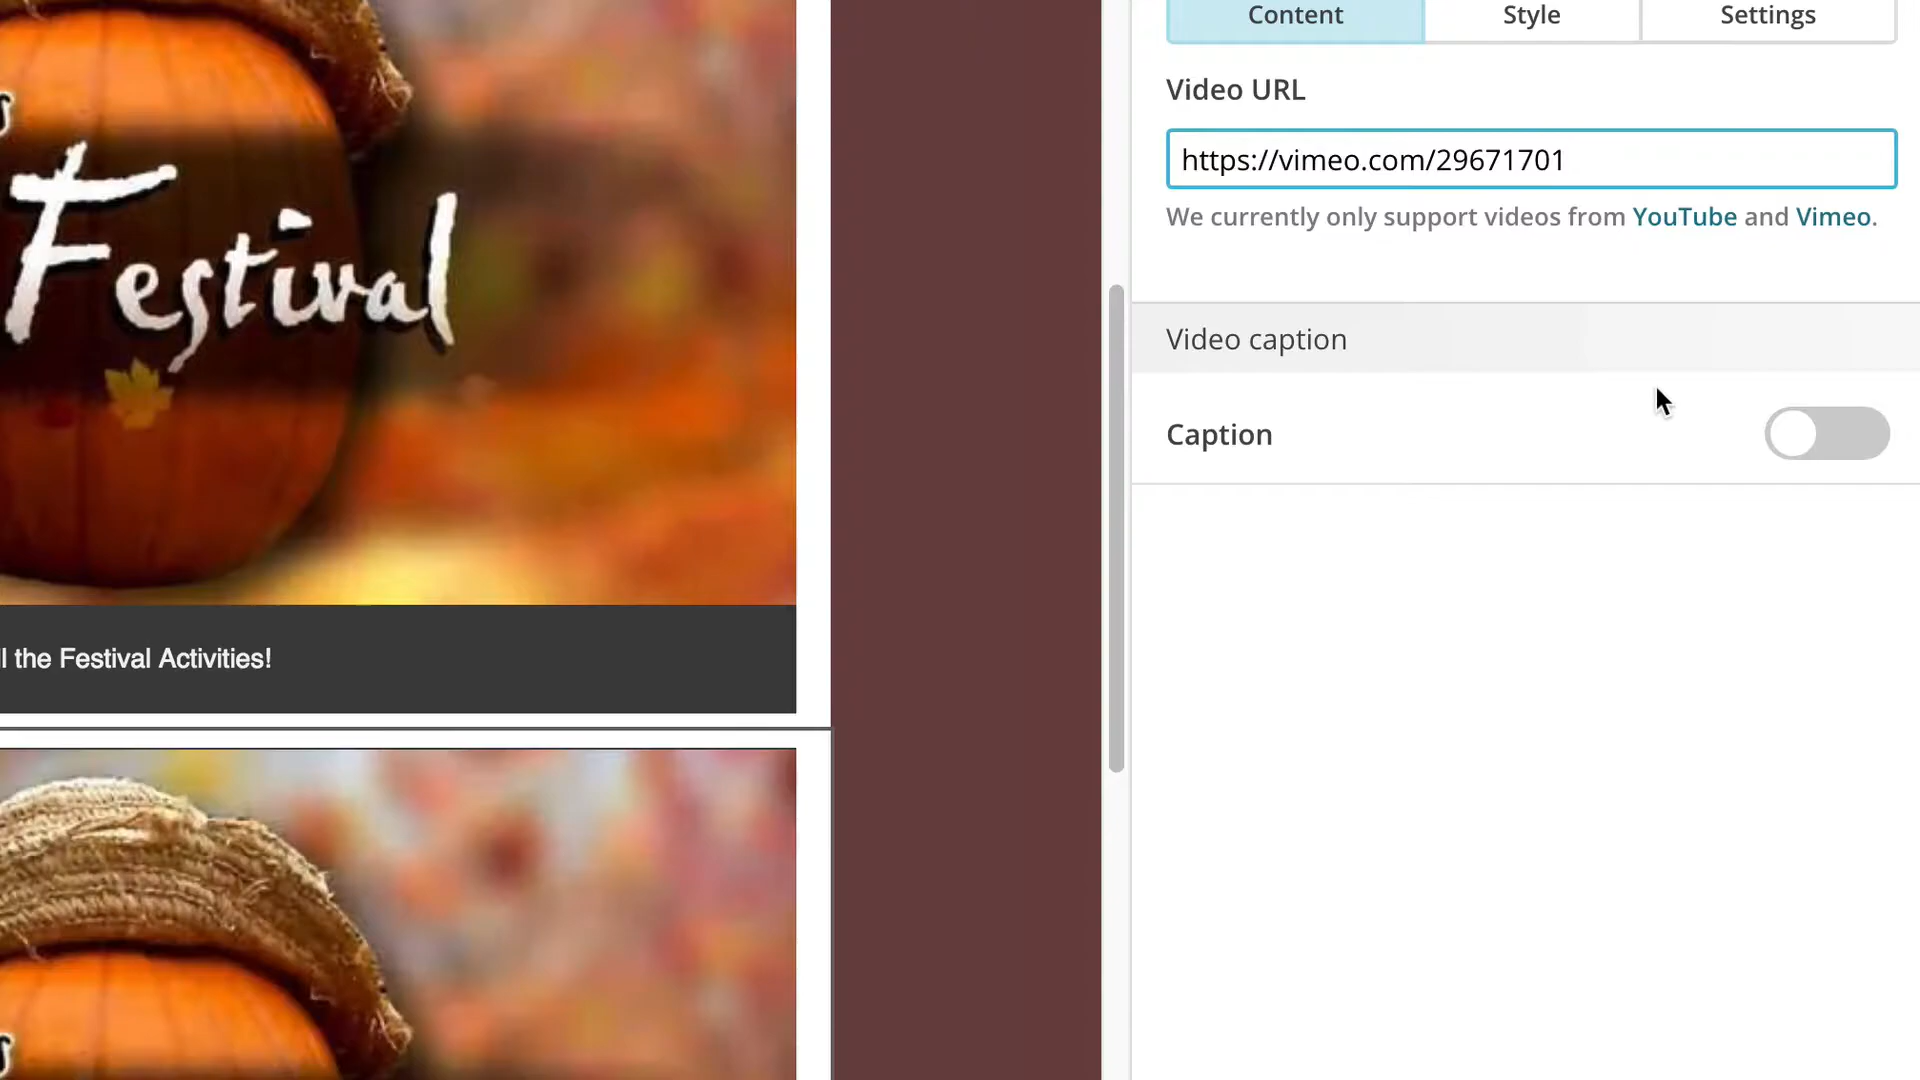 Content
Style
Settings
Video URL
https://vimeo.com/29671701
We currently only support videos from YouTube and Vimeo.
Video caption
Caption
Festival
the Festival Activities!